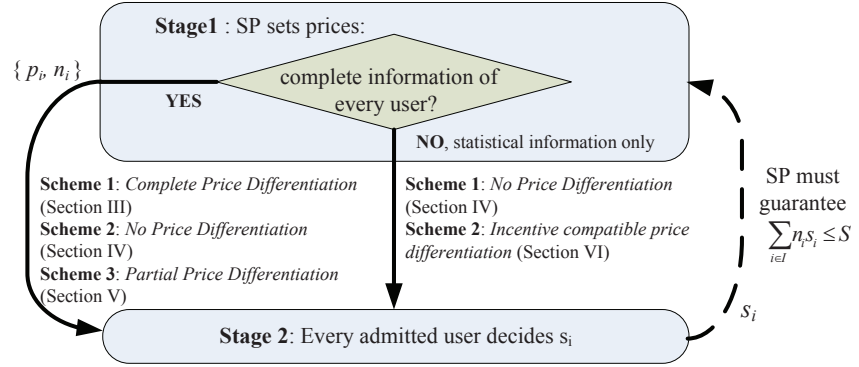 Stage1 : SP sets prices:
{ pᵢ, nᵢ }
complete information of
every user?
YES
NO, statistical information only
Scheme 1: Complete Price Differentiation
(Section III)
Scheme 2: No Price Differentiation
(Section IV)
Scheme 3: Partial Price Differentiation
(Section V)
Scheme 1: No Price Differentiation
(Section IV)
Scheme 2: Incentive compatible price
differentiation (Section VI)
SP must
guarantee
∑ nᵢsᵢ ≤ S
i∈I
sᵢ
Stage 2: Every admitted user decides sᵢ